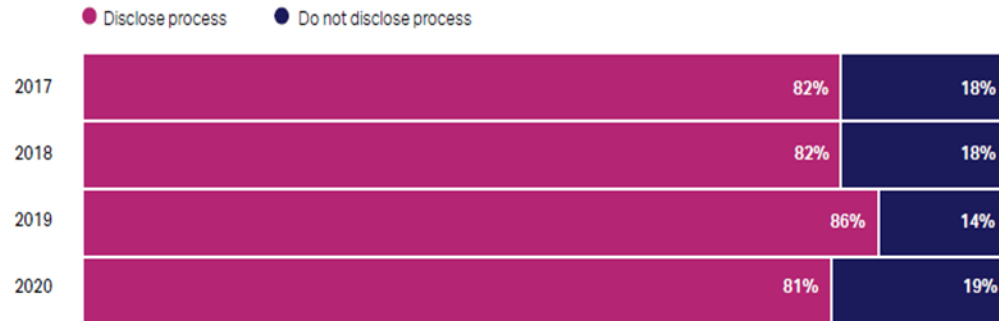 Disclose process Do not disclose process
2017 82% 18%
2018 82% 18%
2019 86% 14%
2020 81% 19%